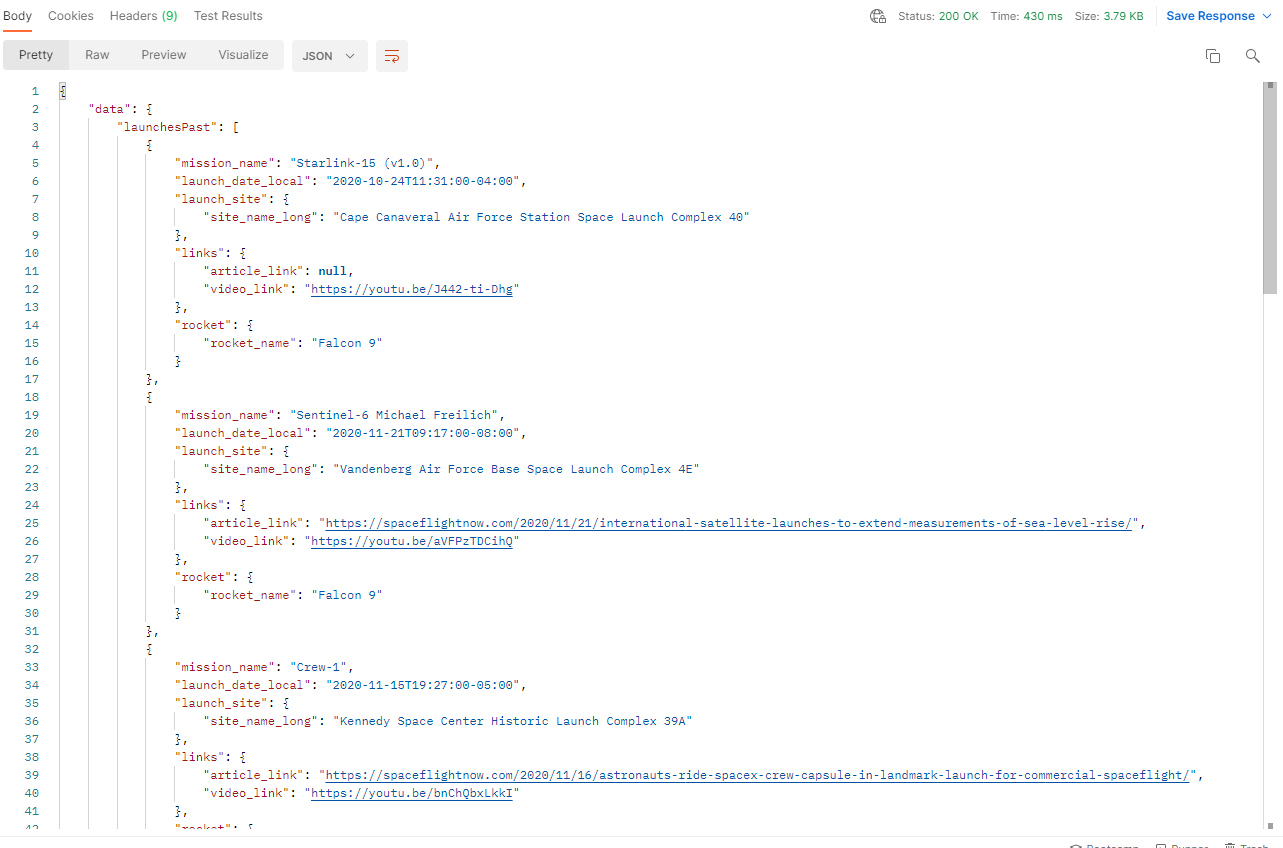 Body Cookies Headers (9) Test Results Status: 200 OK Time: 430 ms Size: 3.79 KB Save Response
Pretty Raw Preview Visualize JSON
1 {
2 "data": {
3 "launchesPast": [
4 {
5 "mission_name": "Starlink-15 (v1.0)",
6 "launch_date_local": "2020-10-24T11:31:00-04:00",
7 "launch_site": {
8 "site_name_long": "Cape Canaveral Air Force Station Space Launch Complex 40"
9 },
10 "links": {
11 "article_link": null,
12 "video_link": "https://youtu.be/J442-ti-Dhg"
13 },
14 "rocket": {
15 "rocket_name": "Falcon 9"
16 }
17 },
18 {
19 "mission_name": "Sentinel-6 Michael Freilich",
20 "launch_date_local": "2020-11-21T09:17:00-08:00",
21 "launch_site": {
22 "site_name_long": "Vandenberg Air Force Base Space Launch Complex 4E"
23 },
24 "links": {
25 "article_link": "https://spaceflightnow.com/2020/11/21/international-satellite-launches-to-extend-measurements-of-sea-level-rise/",
26 "video_link": "https://youtu.be/aVFPzTDCihQ"
27 },
28 "rocket": {
29 "rocket_name": "Falcon 9"
30 }
31 },
32 {
33 "mission_name": "Crew-1",
34 "launch_date_local": "2020-11-15T19:27:00-05:00",
35 "launch_site": {
36 "site_name_long": "Kennedy Space Center Historic Launch Complex 39A"
37 },
38 "links": {
39 "article_link": "https://spaceflightnow.com/2020/11/16/astronauts-ride-spacex-crew-capsule-in-landmark-launch-for-commercial-spaceflight/",
40 "video_link": "https://youtu.be/bnChQbxLkkI"
41 },
42 "rocket": {
Bootcamp Runner Trash